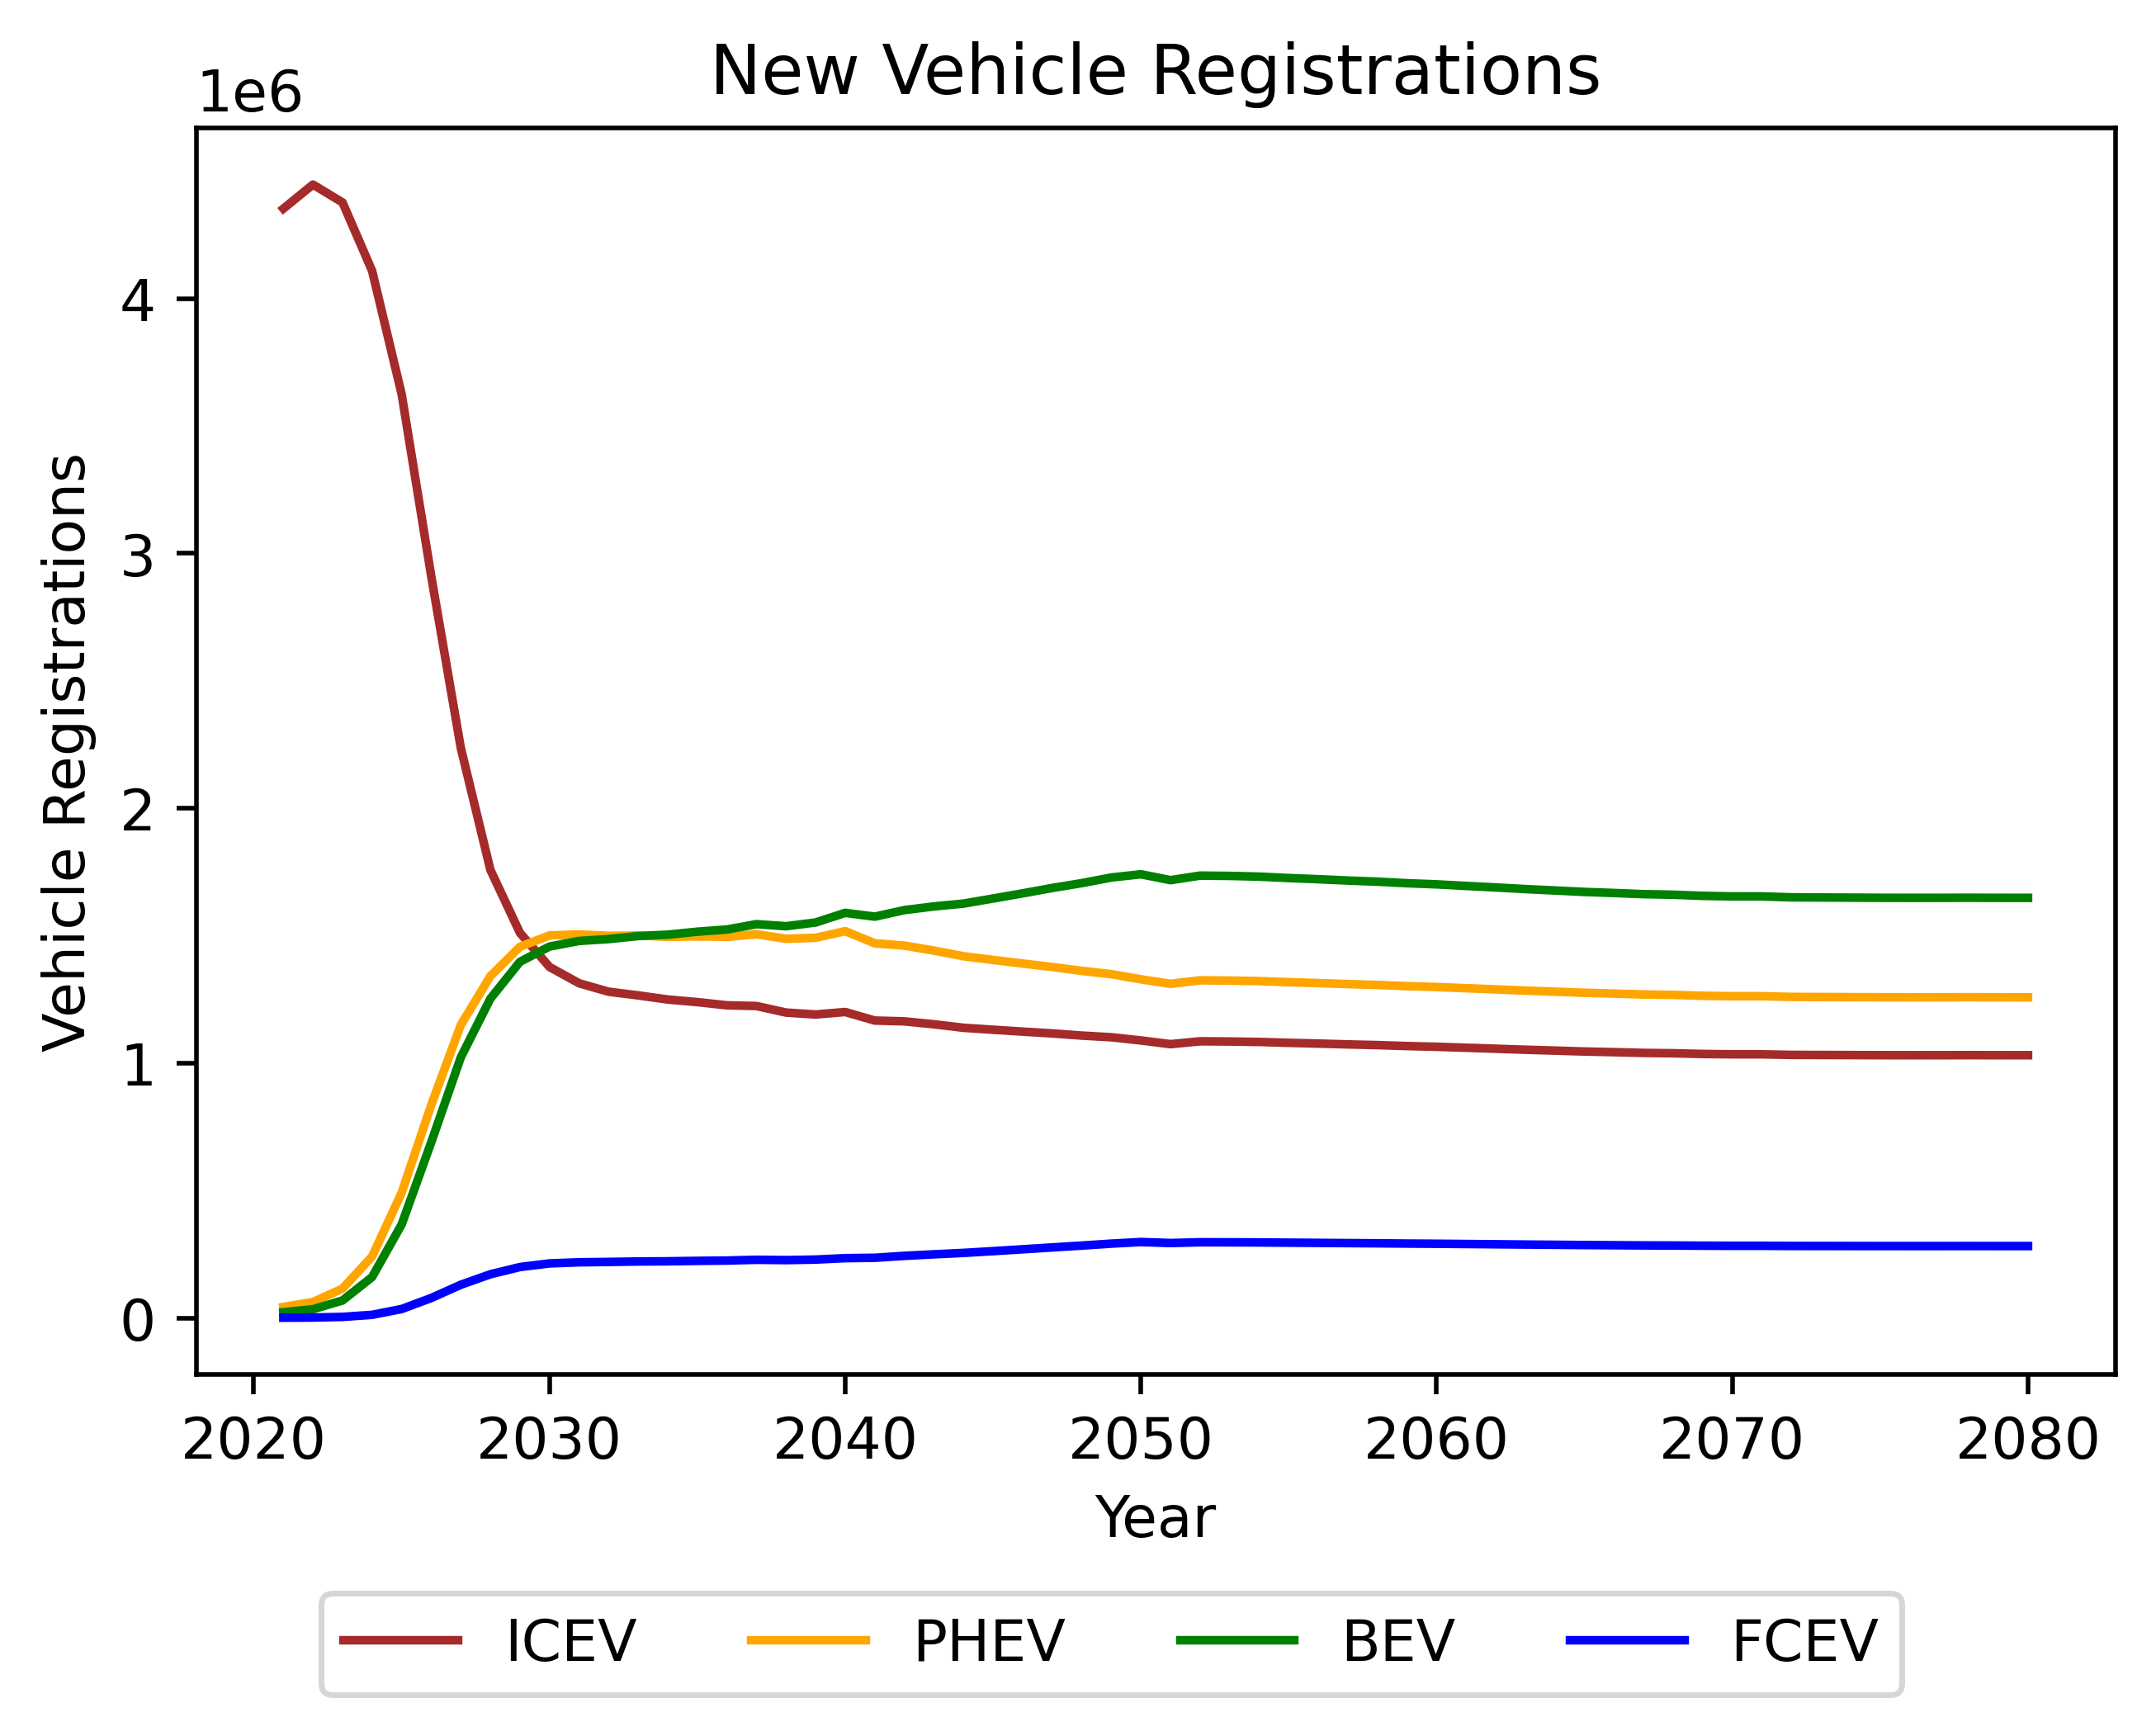 New Vehicle Registrations
1e6
4
3
2
1
0
Vehicle Registrations
2020 2030 2040 2050 2060 2070 2080
Year
ICEV PHEV BEV FCEV